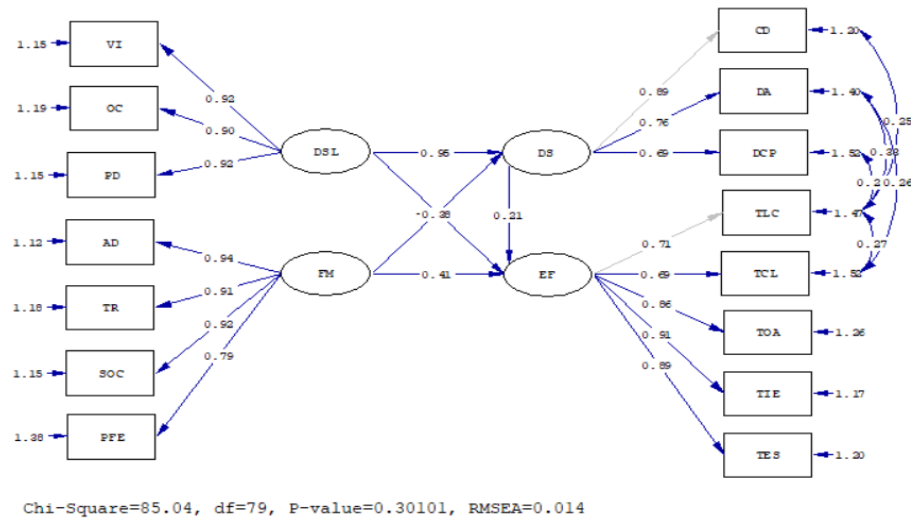 1.15 VI
1.19 OC
1.15 PD
1.12 AD
1.18 TR
1.15 SOC
1.38 PFE
0.92
0.90
0.92
0.94
0.91
0.92
0.79
DSL
FM
0.95
-0.38
0.41
0.21
DS
EF
0.89
0.76
0.69
0.71
0.69
0.86
0.91
0.89
CD 1.20
DA 1.40
DCP 1.52
TLC 1.47
TCL 1.52
TOA 1.26
TIE 1.17
TES 1.20
0.25
0.26
0.27
Chi-Square=85.04, df=79, P-value=0.30101, RMSEA=0.014